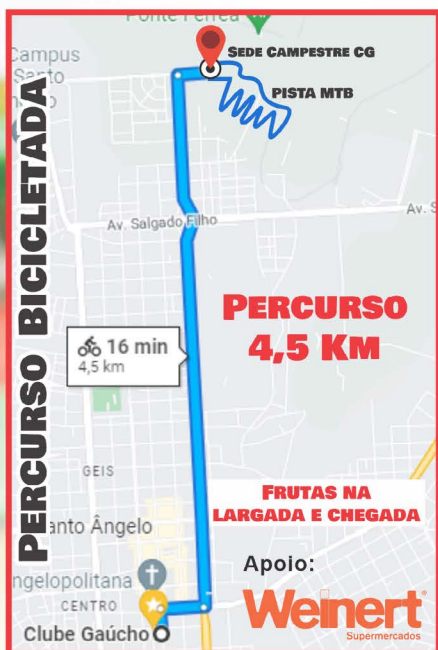 Ponte Férrea
Campus
Santo
SEDE CAMPESTRE CG
PISTA MTB
PERCURSO BICICLETADA
Av. Salgado Filho
Av. S
PERCURSO
4,5 KM
16 min
4,5 km
GEIS
FRUTAS NA
LARGADA E CHEGADA
anto Ângelo
ngelopolitana
Apoio:
CENTRO
Weinert
Supermercados
Clube Gaúcho